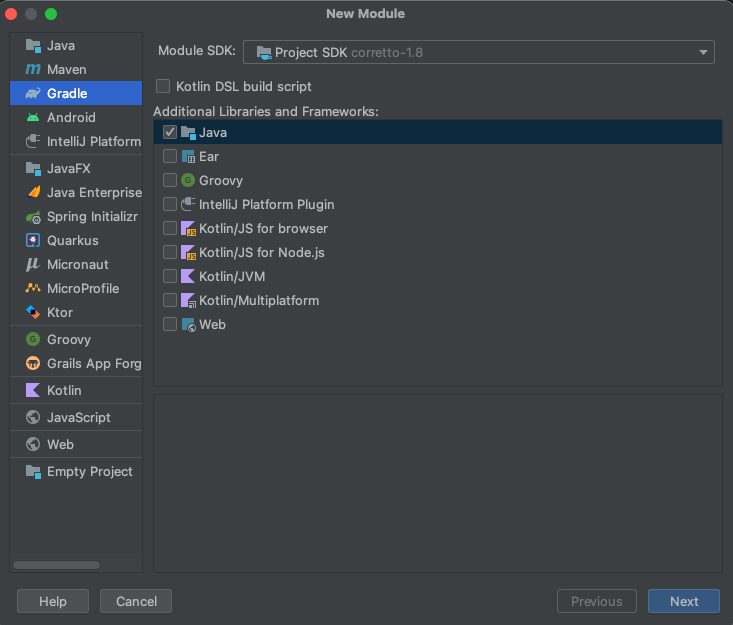 New Module
Java
Maven
Gradle
Android
IntelliJ Platform
JavaFX
Java Enterprise
Spring Initializr
Quarkus
Micronaut
MicroProfile
Ktor
Groovy
Grails App Forg
Kotlin
JavaScript
Web
Empty Project
Module SDK: Project SDK corretto-1.8
Kotlin DSL build script
Additional Libraries and Frameworks:
Java
Ear
Groovy
IntelliJ Platform Plugin
Kotlin/JS for browser
Kotlin/JS for Node.js
Kotlin/JVM
Kotlin/Multiplatform
Web
Help Cancel Previous Next